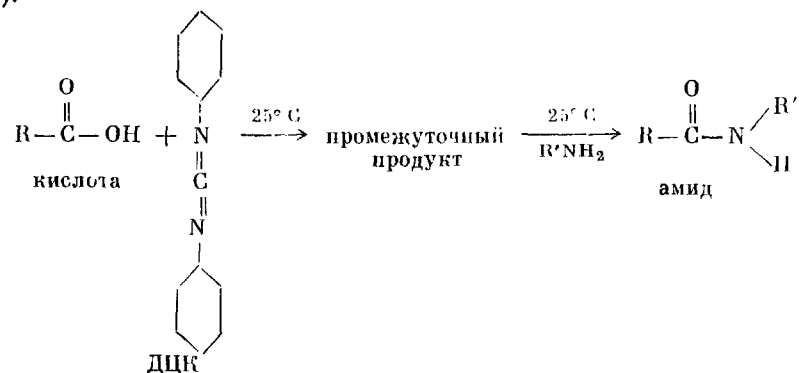 ).
O
R—C—OH + N
C
N
кислота
ДЦК
25° C
промежуточный
продукт
25° C
R'NH₂
O
R—C—N
R'
H
амид